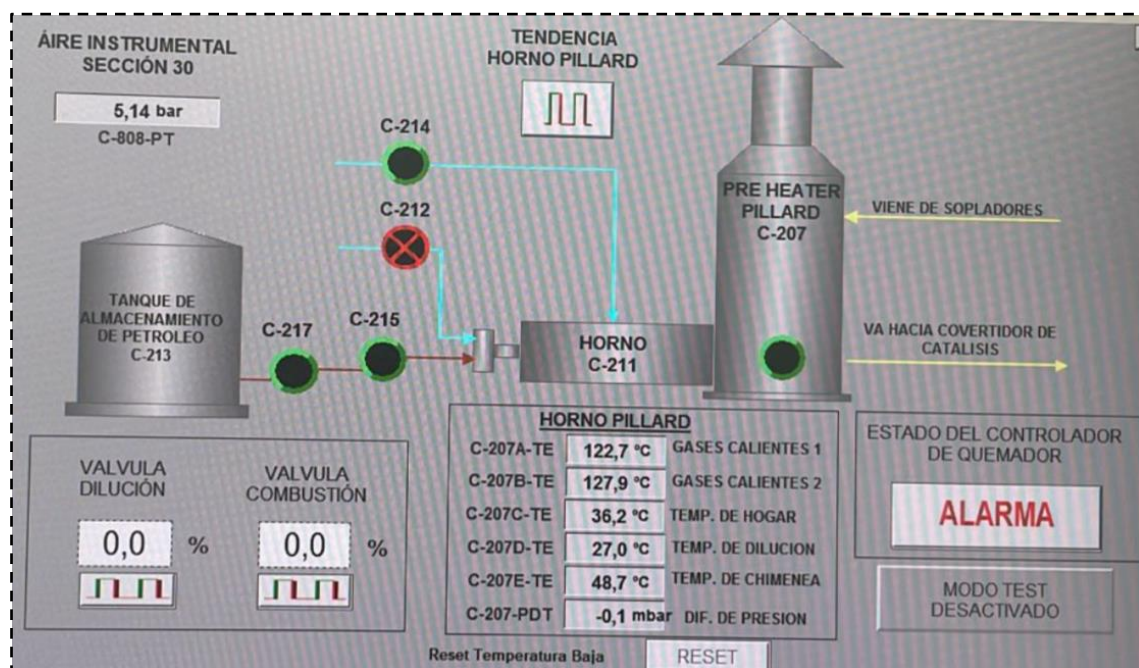 ÁIRE INSTRUMENTAL
SECCIÓN 30
5,14 bar
C-808-PT
TENDENCIA
HORNO PILLARD
C-214
C-212
PRE HEATER
PILLARD
C-207
VIENE DE SOPLADORES
TANQUE DE
ALMACENAMIENTO
DE PETROLEO
C-213
C-217
C-215
HORNO
C-211
VA HACIA COVERTIDOR DE
CATALISIS
VALVULA
DILUCIÓN
0,0 %
VALVULA
COMBUSTIÓN
0,0 %
HORNO PILLARD
C-207A-TE 122,7 °C GASES CALIENTES 1
C-207B-TE 127,9 °C GASES CALIENTES 2
C-207C-TE 36,2 °C TEMP. DE HOGAR
C-207D-TE 27,0 °C TEMP. DE DILUCION
C-207E-TE 48,7 °C TEMP. DE CHIMENEA
C-207-PDT -0,1 mbar DIF. DE PRESION
ESTADO DEL CONTROLADOR
DE QUEMADOR
ALARMA
MODO TEST
DESACTIVADO
Reset Temperatura Baja RESET